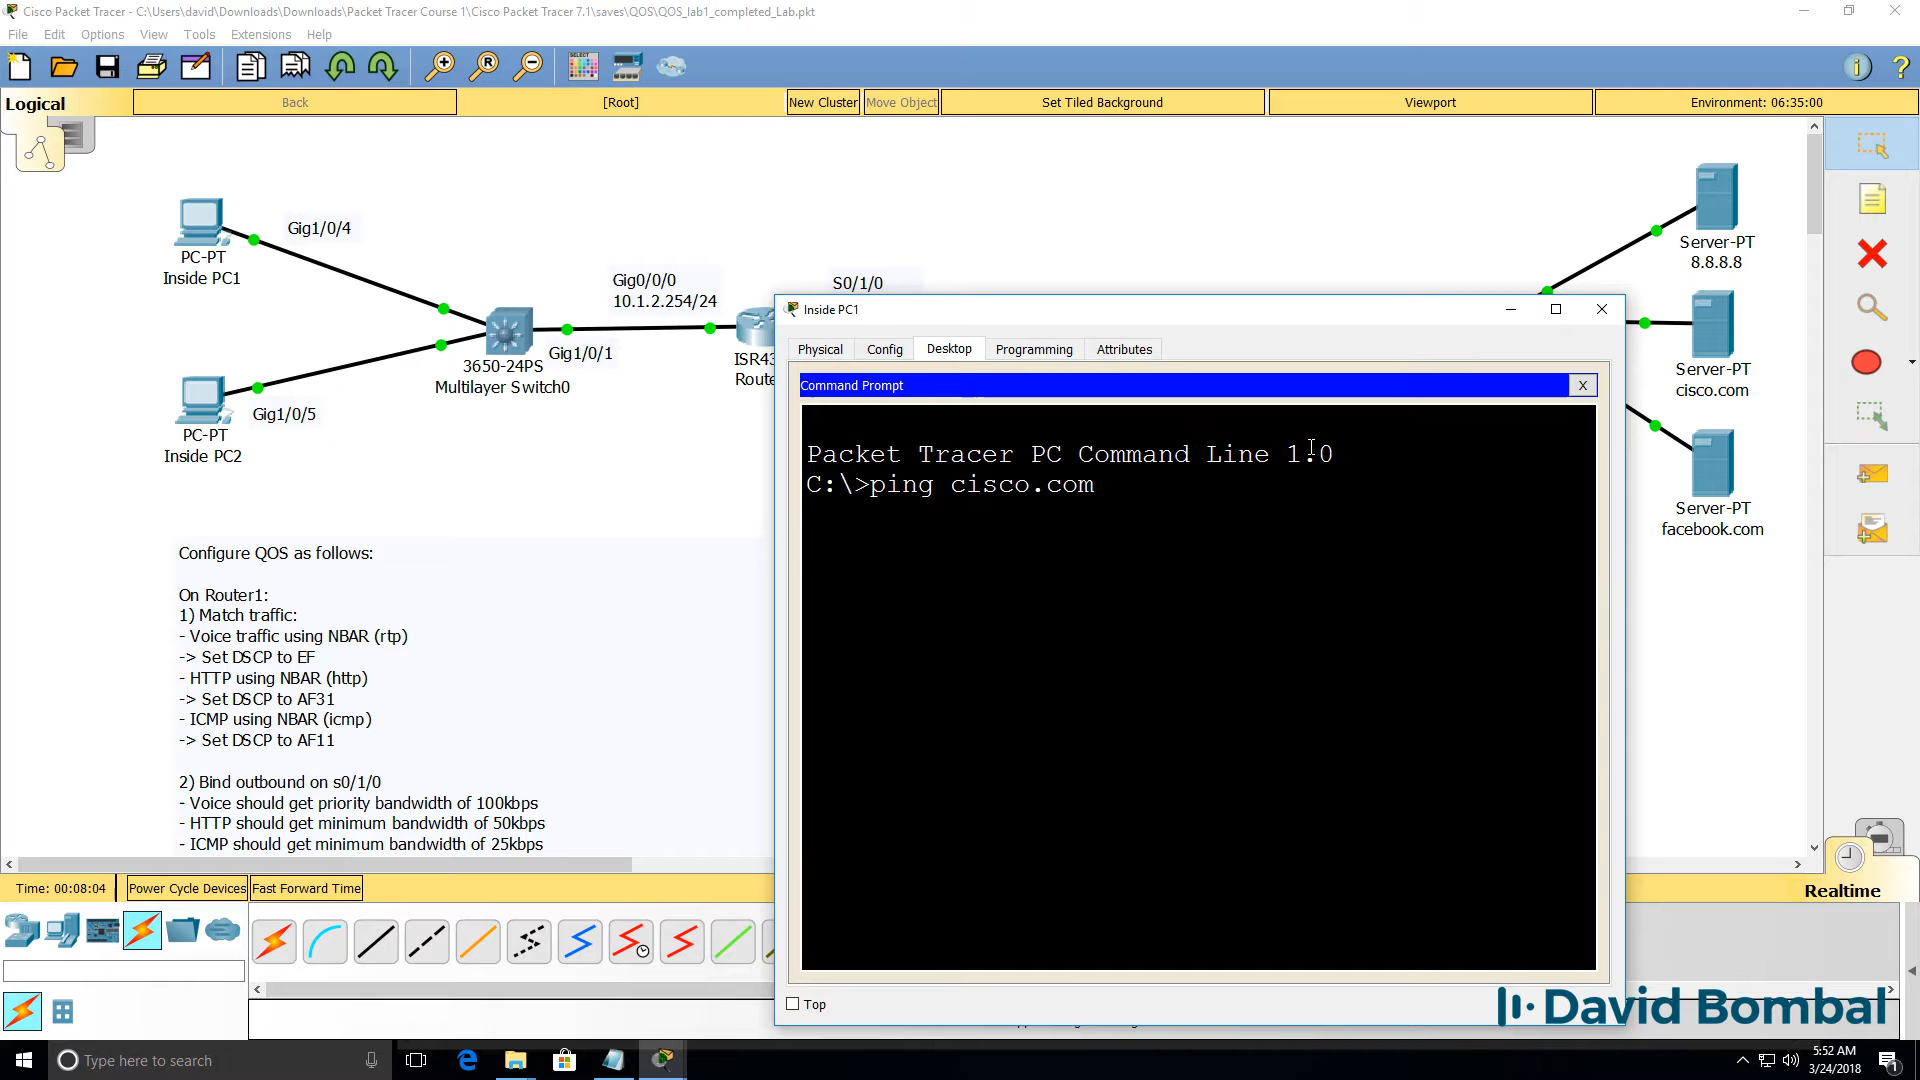 Cisco Packet Tracer - C:\Users\david\Downloads\Downloads\Packet Tracer Course 1\Cisco Packet Tracer 7.1\saves\QOS\QOS_lab1_completed_Lab.pkt
File Edit Options View Tools Extensions Help
Logical Back [Root] New Cluster Move Object Set Tiled Background Viewport Environment: 06:35:00
PC-PT
Inside PC1
Gig1/0/4
3650-24PS
Multilayer Switch0
Gig1/0/1
Gig0/0/0
10.1.2.254/24
S0/1/0
PC-PT
Inside PC2
Gig1/0/5
Server-PT
8.8.8.8
Server-PT
cisco.com
Server-PT
facebook.com
Configure QOS as follows:
On Router1:
1) Match traffic:
- Voice traffic using NBAR (rtp)
-> Set DSCP to EF
- HTTP using NBAR (http)
-> Set DSCP to AF31
- ICMP using NBAR (icmp)
-> Set DSCP to AF11
2) Bind outbound on s0/1/0
- Voice should get priority bandwidth of 100kbps
- HTTP should get minimum bandwidth of 50kbps
- ICMP should get minimum bandwidth of 25kbps
Inside PC1
Physical Config Desktop Programming Attributes
Command Prompt X
Packet Tracer PC Command Line 1.0
C:\>ping cisco.com
Top
Time: 00:08:04 Power Cycle Devices Fast Forward Time
Realtime
David Bombal
Type here to search
5:52 AM
3/24/2018